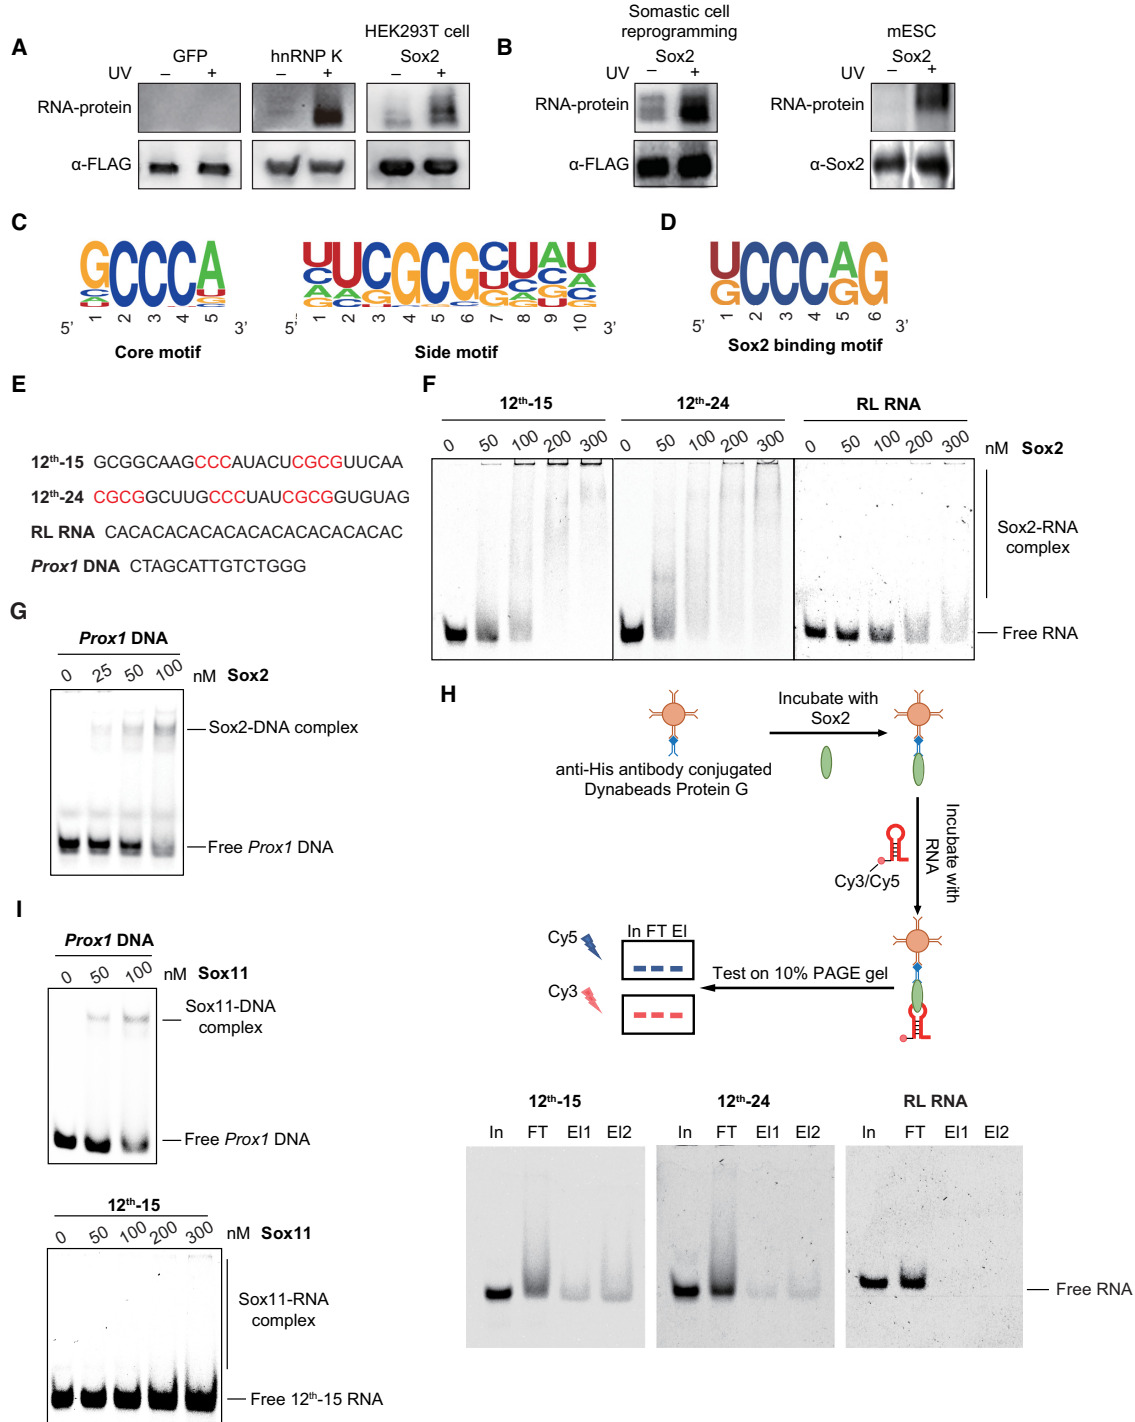 A
GFP
hnRNP K
HEK293T cell
Sox2
UV
– + – + – +
RNA-protein
α-FLAG
B
Somastic cell
reprogramming
Sox2
UV
– +
RNA-protein
α-FLAG
mESC
Sox2
UV
– +
RNA-protein
α-Sox2
C
GCCCA
5' 1 2 3 4 5 3'
Core motif
UUCGCGCUAU
5' 1 2 3 4 5 6 7 8 9 10 3'
Side motif
D
UCCCAG
G G
5' 1 2 3 4 5 6 3'
Sox2 binding motif
E
12th-15 GCGGCAAGCCCAUACUCGCGUUCAA
12th-24 CGCGGCUUGCCCUAUCGCGGUGUAG
RL RNA CACACACACACACACACACACACAC
Prox1 DNA CTAGCATTGTCTGGG
F
12th-15 12th-24 RL RNA
0 50 100 200 300 0 50 100 200 300 0 50 100 200 300 nM Sox2
Sox2-RNA
complex
Free RNA
G
Prox1 DNA
0 25 50 100 nM Sox2
Sox2-DNA complex
Free Prox1 DNA
H
Incubate with
Sox2
anti-His antibody conjugated
Dynabeads Protein G
Incubate with
RNA
Cy3/Cy5
Test on 10% PAGE gel
In FT El
Cy5
Cy3
12th-15 12th-24 RL RNA
In FT El1 El2 In FT El1 El2 In FT El1 El2
Free RNA
I
Prox1 DNA
0 50 100 nM Sox11
Sox11-DNA
complex
Free Prox1 DNA
12th-15
0 50 100 200 300 nM Sox11
Sox11-RNA
complex
Free 12th-15 RNA